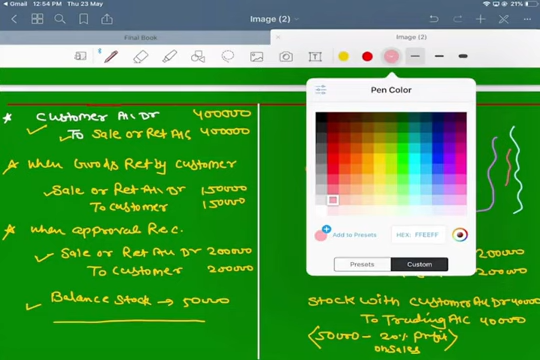 Gmail 12:54 PM Thu 23 May
21%
Image (2)
Final Book
Image (2)
Pen Color
Add to Presets
HEX: FFEEFF
Presets Custom
Customer A/c Dr 400000
To Sale or Ret A/c 400000
When Goods Ret by Customer
Sale or Ret A/c Dr 150000
To Customer 150000
When approval Rec.
Sale or Ret A/c Dr 200000
To Customer 200000
Balance Stock → 50000
200000
Stock with Customer A/c Dr 40000
To Trading A/c 40000
(50000 - 20% Profit)
on Sales